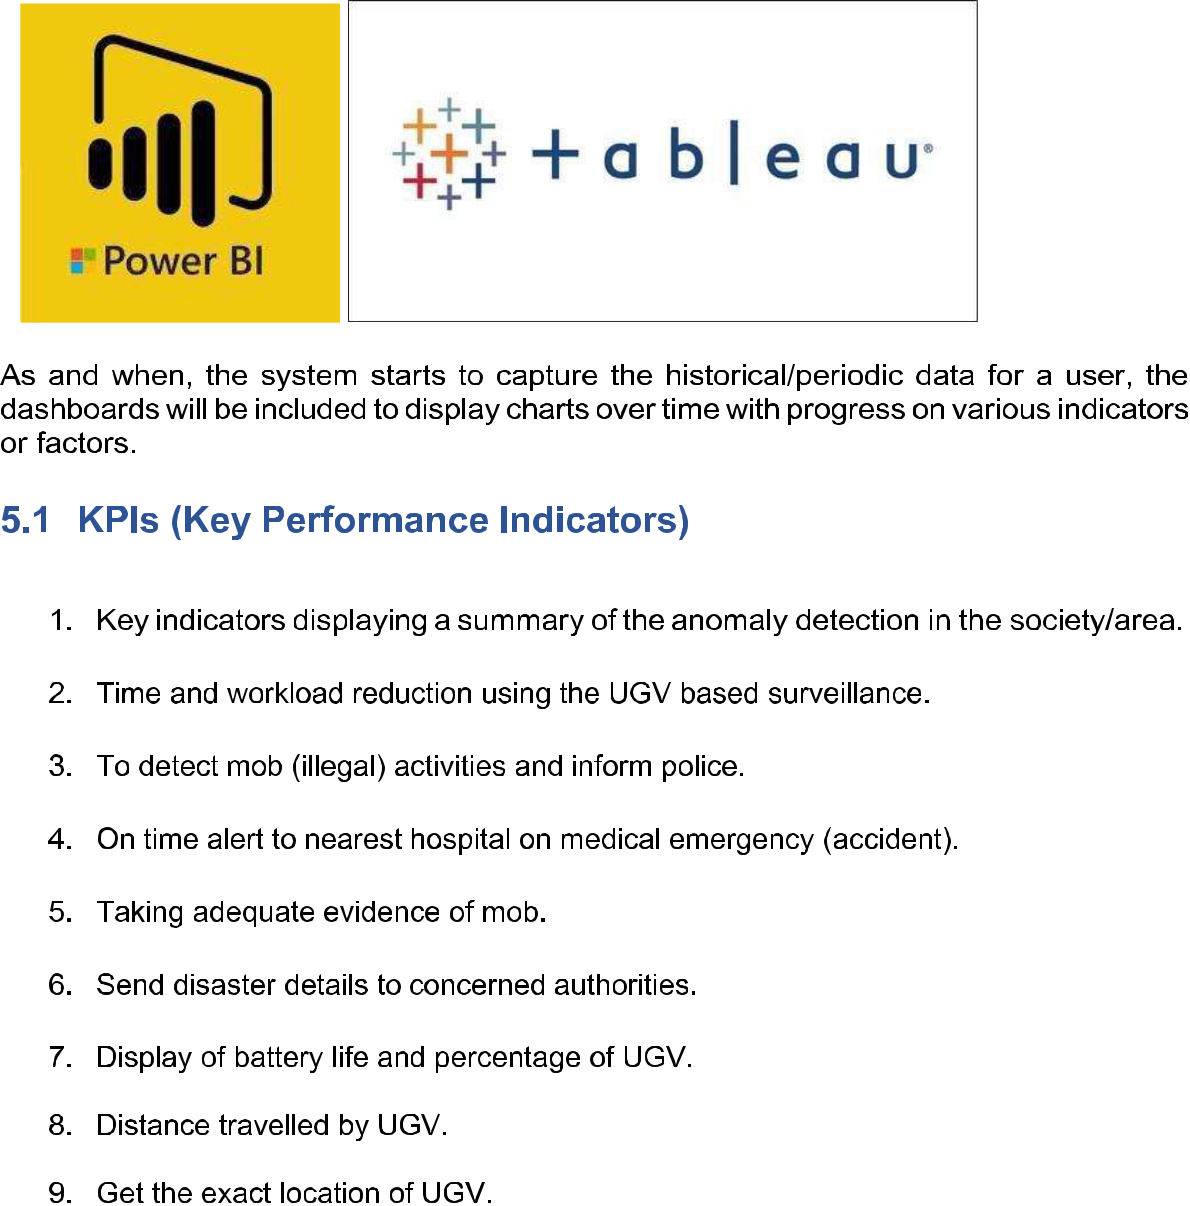 Power BI
+ableau®
As and when, the system starts to capture the historical/periodic data for a user, the
dashboards will be included to display charts over time with progress on various indicators
or factors.
5.1 KPIs (Key Performance Indicators)
1. Key indicators displaying a summary of the anomaly detection in the society/area.
2. Time and workload reduction using the UGV based surveillance.
3. To detect mob (illegal) activities and inform police.
4. On time alert to nearest hospital on medical emergency (accident).
5. Taking adequate evidence of mob.
6. Send disaster details to concerned authorities.
7. Display of battery life and percentage of UGV.
8. Distance travelled by UGV.
9. Get the exact location of UGV.